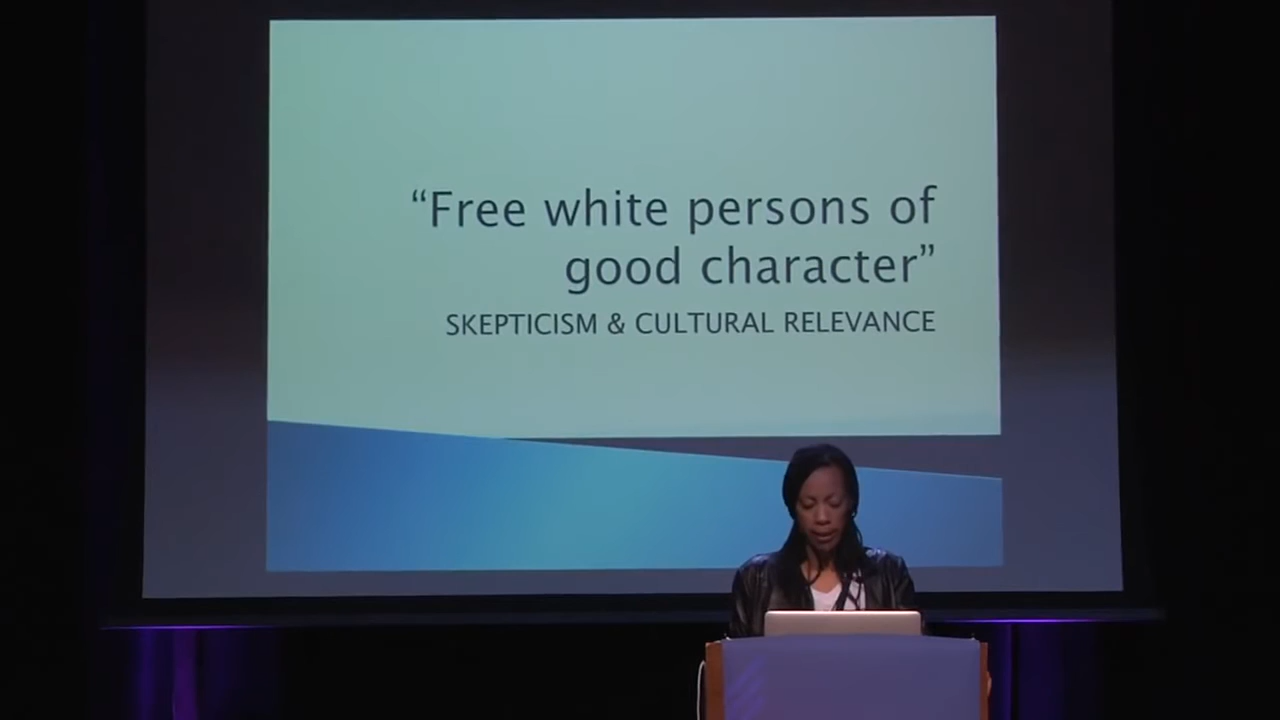 “Free white persons of
good character”
SKEPTICISM & CULTURAL RELEVANCE